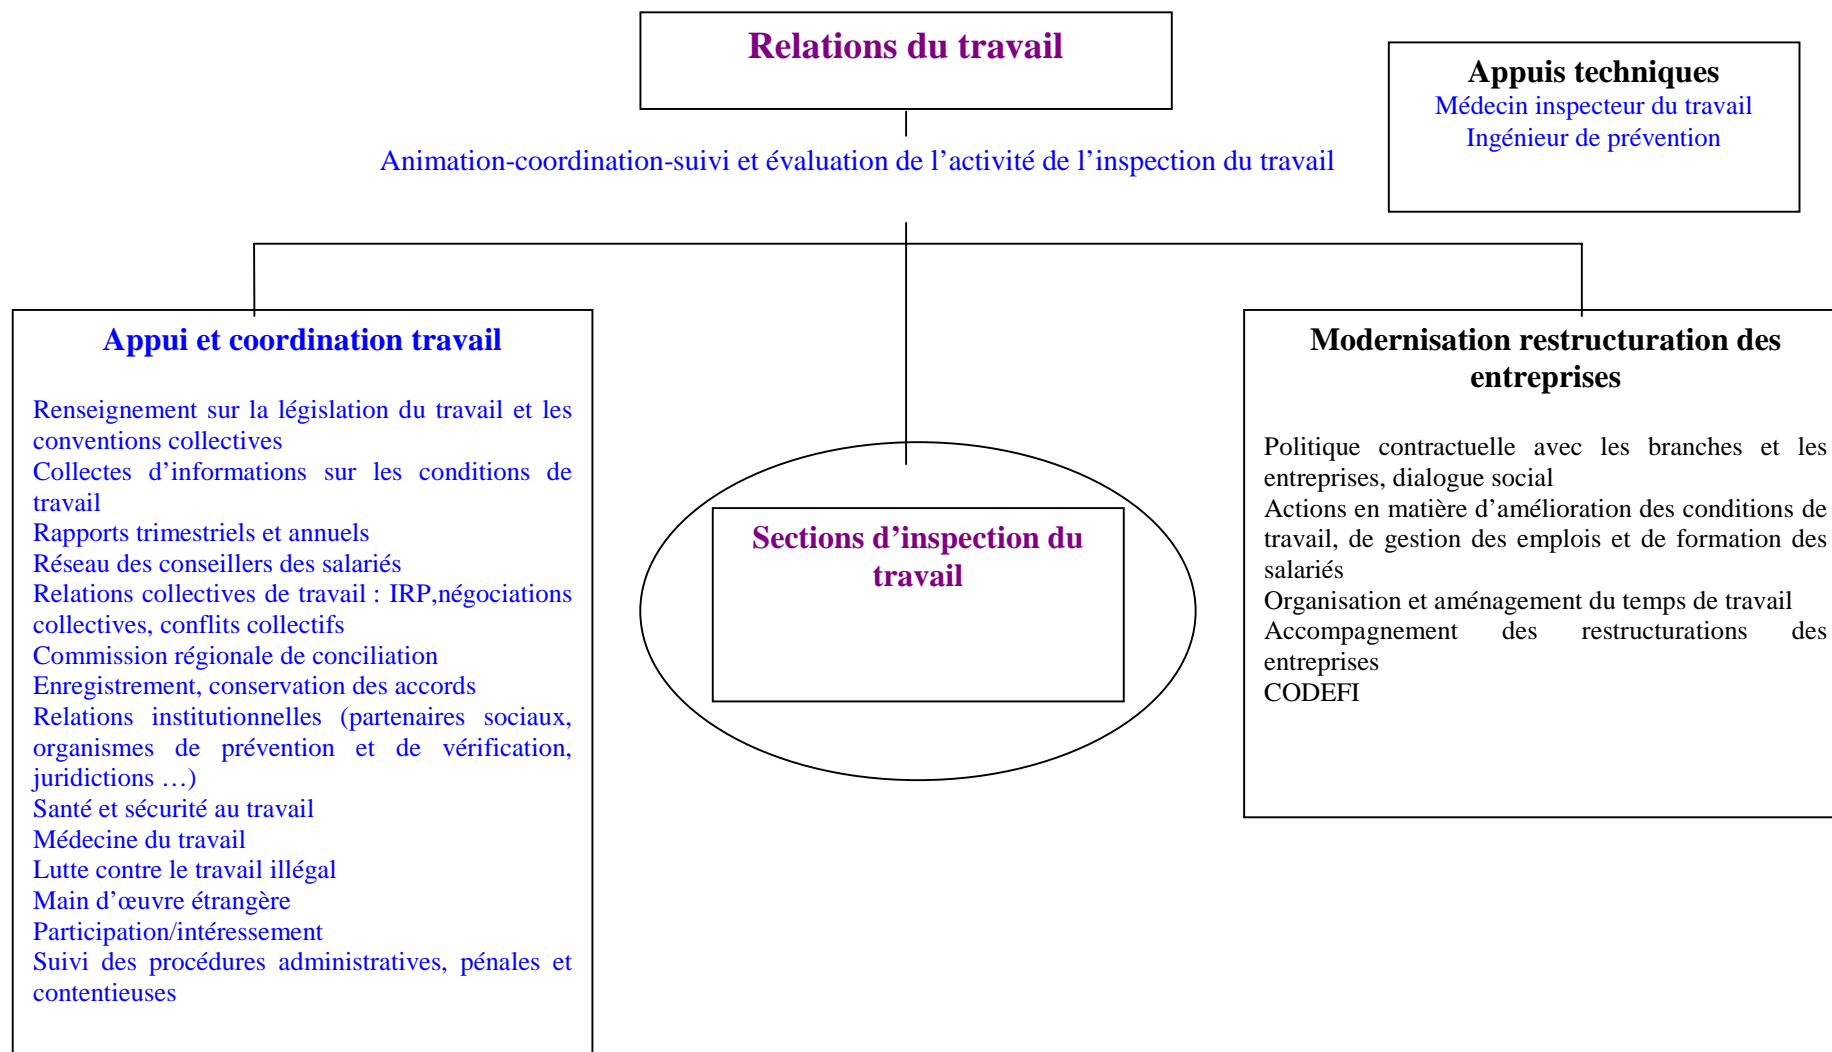 Relations du travail
Appuis techniques
Médecin inspecteur du travail
Ingénieur de prévention
Animation-coordination-suivi et évaluation de l’activité de l’inspection du travail
Appui et coordination travail
Renseignement sur la législation du travail et les
conventions collectives
Collectes d’informations sur les conditions de
travail
Rapports trimestriels et annuels
Réseau des conseillers des salariés
Relations collectives de travail : IRP,négociations
collectives, conflits collectifs
Commission régionale de conciliation
Enregistrement, conservation des accords
Relations institutionnelles (partenaires sociaux,
organismes de prévention et de vérification,
juridictions …)
Santé et sécurité au travail
Médecine du travail
Lutte contre le travail illégal
Main d’œuvre étrangère
Participation/intéressement
Suivi des procédures administratives, pénales et
contentieuses
Sections d’inspection du
travail
Modernisation restructuration des
entreprises
Politique contractuelle avec les branches et les
entreprises, dialogue social
Actions en matière d’amélioration des conditions de
travail, de gestion des emplois et de formation des
salariés
Organisation et aménagement du temps de travail
Accompagnement des restructurations des
entreprises
CODEFI